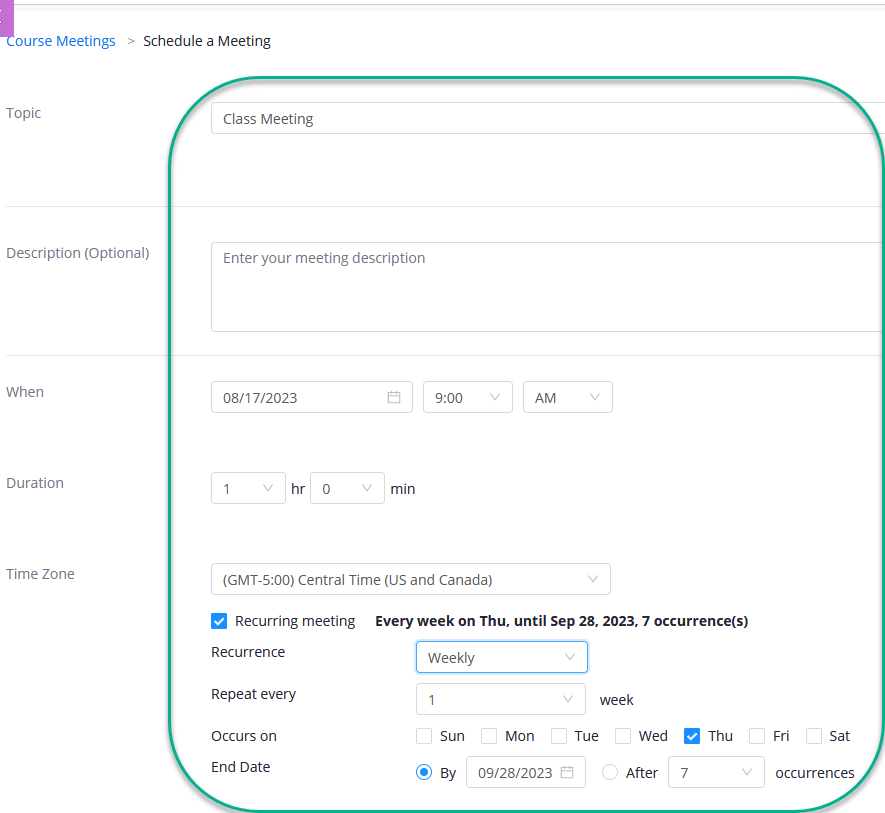 Course Meetings > Schedule a Meeting
Topic
Class Meeting
Description (Optional)
Enter your meeting description
When
08/17/2023 9:00 AM
Duration
1 hr 0 min
Time Zone
(GMT-5:00) Central Time (US and Canada)
Recurring meeting Every week on Thu, until Sep 28, 2023, 7 occurrence(s)
Recurrence Weekly
Repeat every 1 week
Occurs on Sun Mon Tue Wed Thu Fri Sat
End Date By 09/28/2023 After 7 occurrences